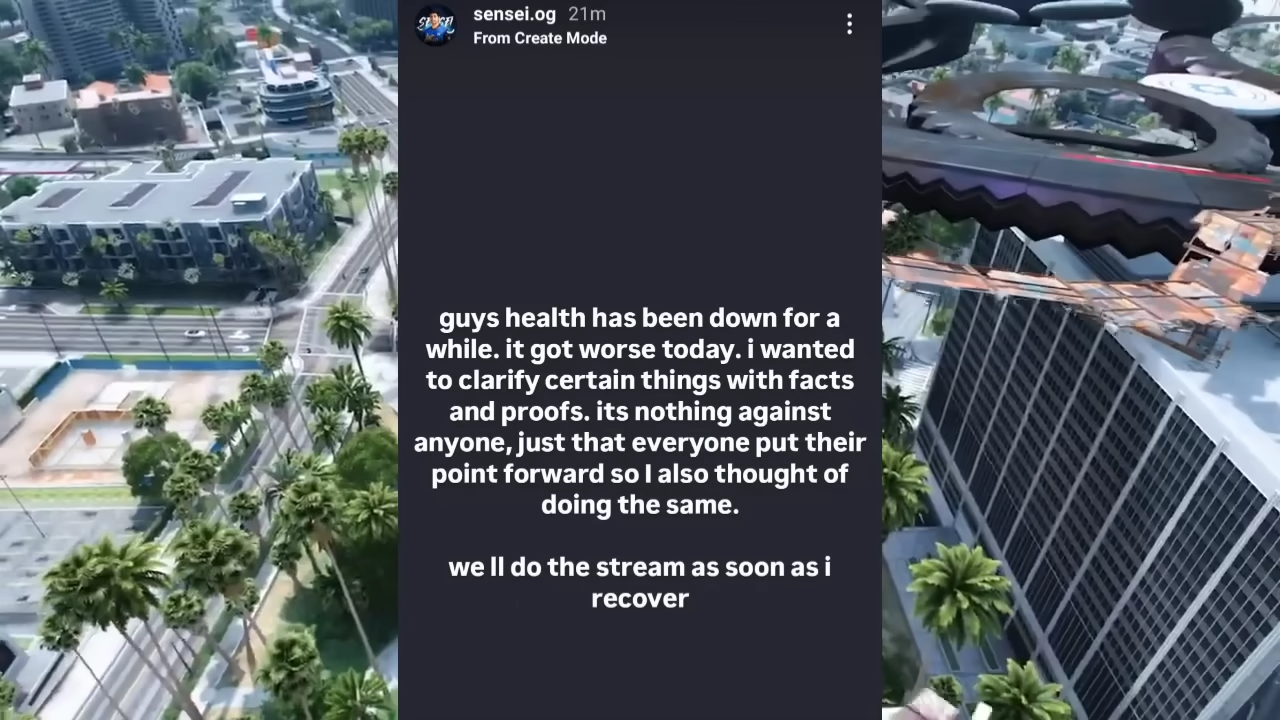 sensei.og 21m
From Create Mode
guys health has been down for a
while. it got worse today. i wanted
to clarify certain things with facts
and proofs. its nothing against
anyone, just that everyone put their
point forward so I also thought of
doing the same.
we ll do the stream as soon as i
recover